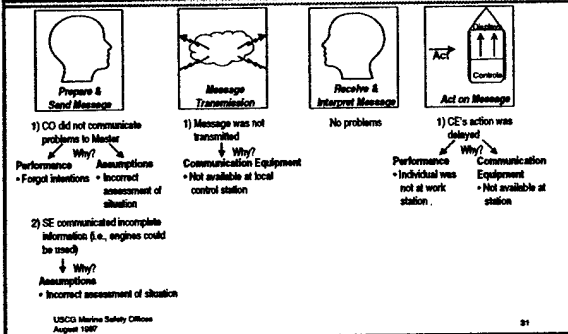 Prepare &
Send Message
Message
Transmission
Receive &
Interpret Message
Act
Displays
Controls
Act on Message
1) CO did not communicate
problems to Master
Why?
Performance
• Forgot intentions
Assumptions
• Incorrect
assessment of
situation
2) SE communicated incomplete
information (i.e., engines could
be used)
Why?
Assumptions
• Incorrect assessment of situation
1) Message was not
transmitted
Why?
Communication Equipment
• Not available at local
control station
No problems
1) CE's action was
delayed
Why?
Performance
• Individual was
not at work
station .
Communication
Equipment
• Not available at
station
USCG Marine Safety Offices
August 1997
31